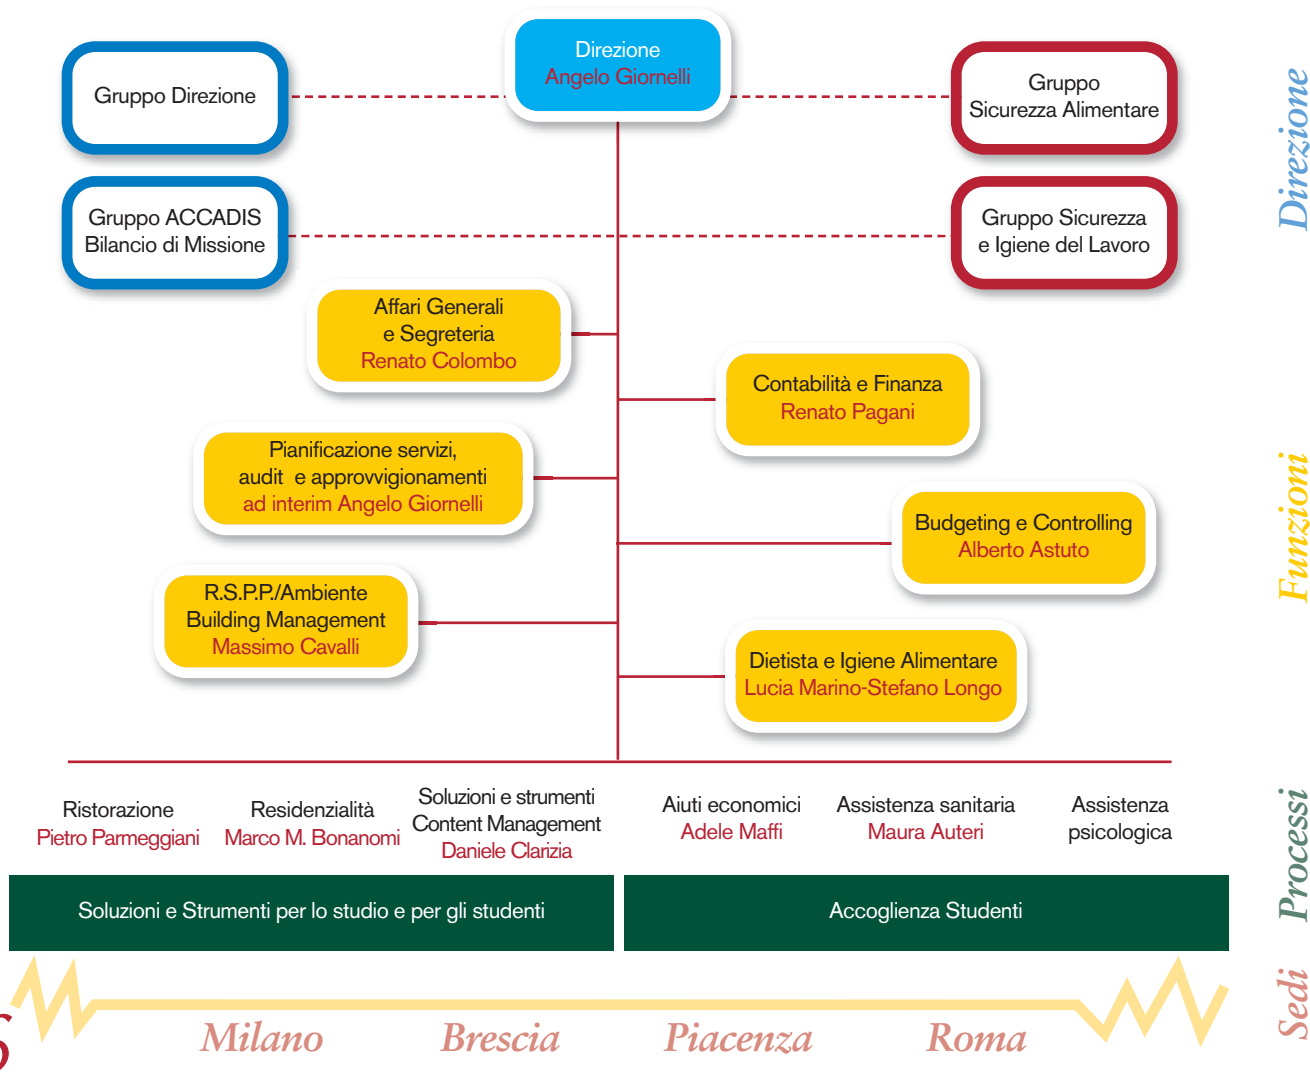 Direzione
Angelo Giornelli
Gruppo Direzione
Gruppo
Sicurezza Alimentare
Gruppo ACCADIS
Bilancio di Missione
Gruppo Sicurezza
e Igiene del Lavoro
Direzione
Affari Generali
e Segreteria
Renato Colombo
Contabilità e Finanza
Renato Pagani
Pianificazione servizi,
audit e approvvigionamenti
ad interim Angelo Giornelli
Budgeting e Controlling
Alberto Astuto
R.S.P.P./Ambiente
Building Management
Massimo Cavalli
Dietista e Igiene Alimentare
Lucia Marino-Stefano Longo
Funzioni
Ristorazione
Pietro Parmeggiani
Residenzialità
Marco M. Bonanomi
Soluzioni e strumenti
Content Management
Daniele Clarizia
Aiuti economici
Adele Maffi
Assistenza sanitaria
Maura Auteri
Assistenza
psicologica
Soluzioni e Strumenti per lo studio e per gli studenti
Accoglienza Studenti
Processi
6
Milano
Brescia
Piacenza
Roma
Sedi